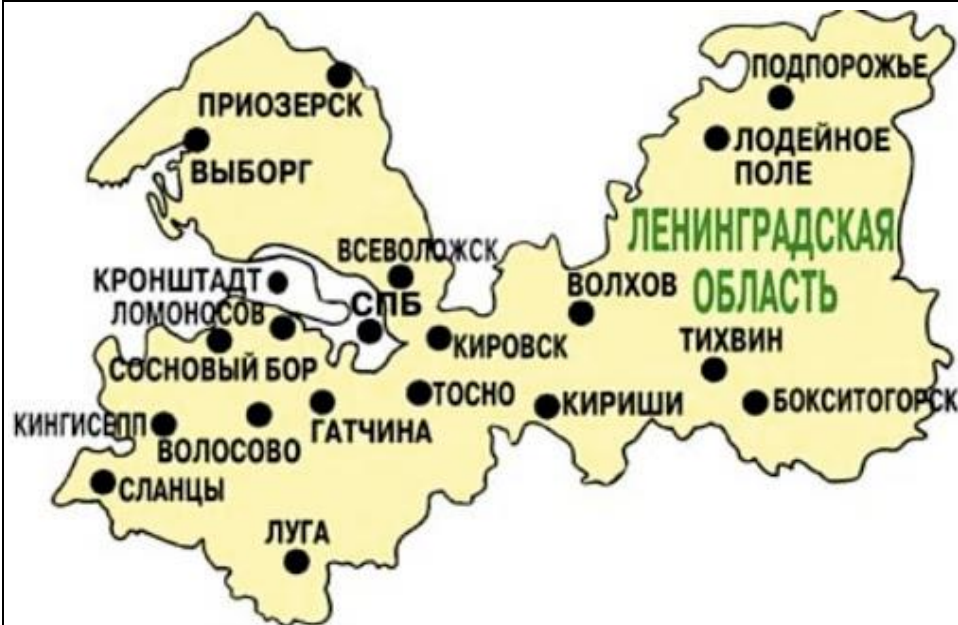 ПОДПОРОЖЬЕ
ПРИОЗЕРСК
ЛОДЕЙНОЕ
ПОЛЕ
ВЫБОРГ
ЛЕНИНГРАДСКАЯ
ОБЛАСТЬ
ВСЕВОЛОЖСК
КРОНШТАДТ
ВОЛХОВ
СПБ
ЛОМОНОСОВ
КИРОВСК
ТИХВИН
СОСНОВЫЙ БОР
ТОСНО
КИРИШИ
БОКСИТОГОРСК
КИНГИСЕПП
ГАТЧИНА
ВОЛОСОВО
СЛАНЦЫ
ЛУГА